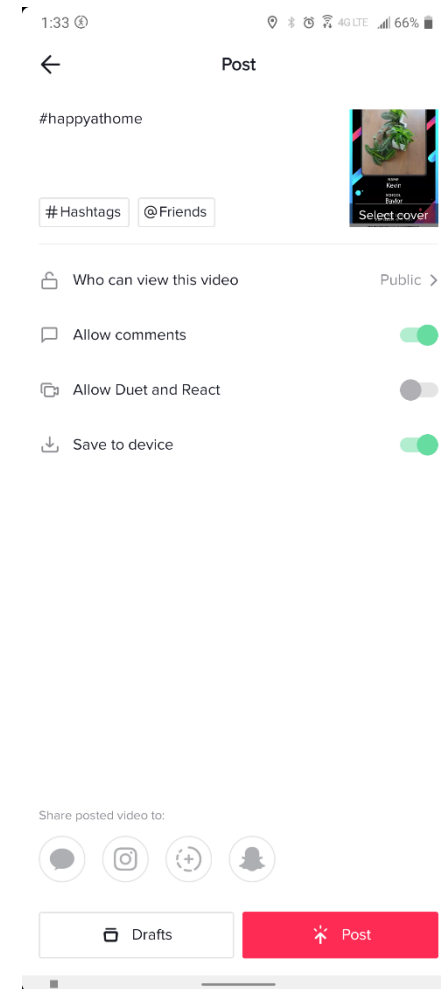 1:33
4G LTE
66%
Post
#happyathome
Kevin
Baylor
Select cover
# Hashtags
@ Friends
Who can view this video
Public
Allow comments
Allow Duet and React
Save to device
Share posted video to:
Drafts
Post